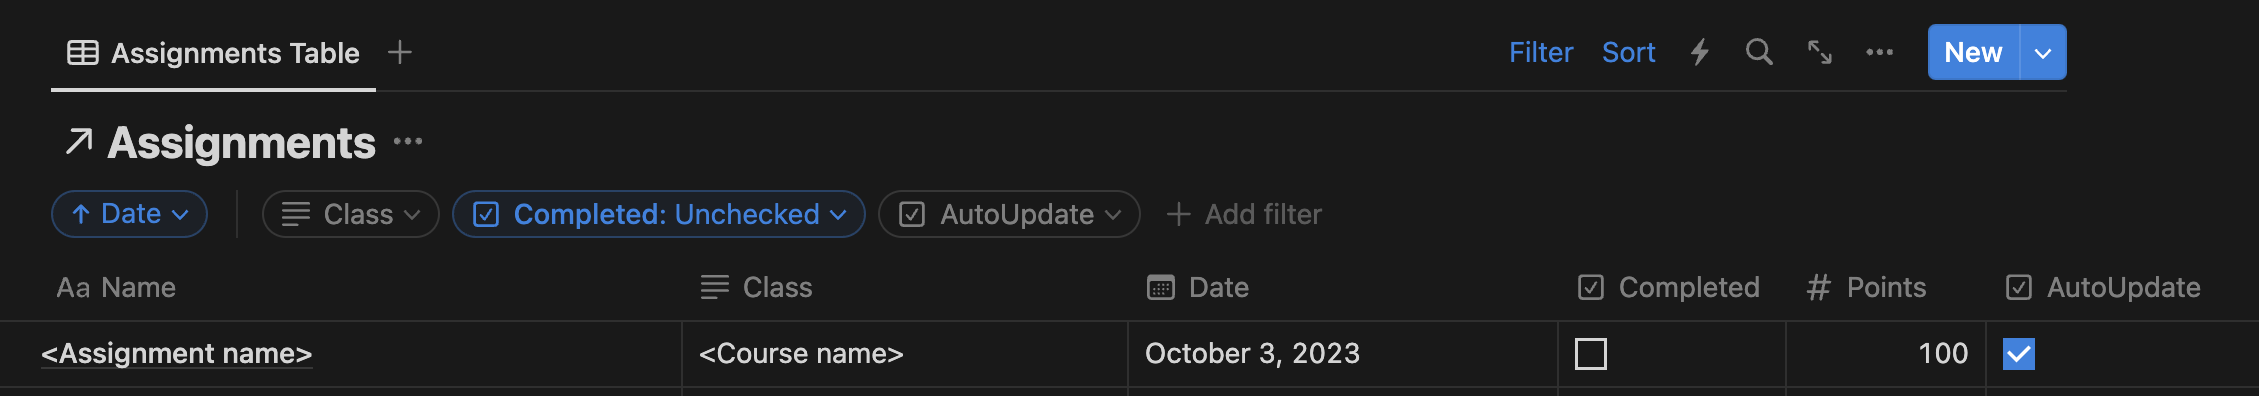 Assignments Table
Filter Sort New
Assignments
Date Class Completed: Unchecked AutoUpdate Add filter
Aa Name Class Date Completed # Points AutoUpdate
<Assignment name> <Course name> October 3, 2023 100